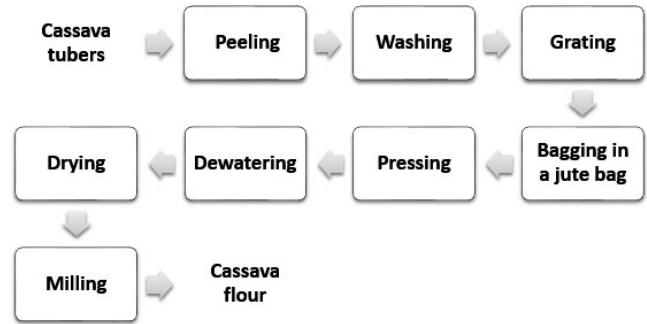 Cassava
tubers
Peeling
Washing
Grating
Bagging in
a jute bag
Pressing
Dewatering
Drying
Milling
Cassava
flour